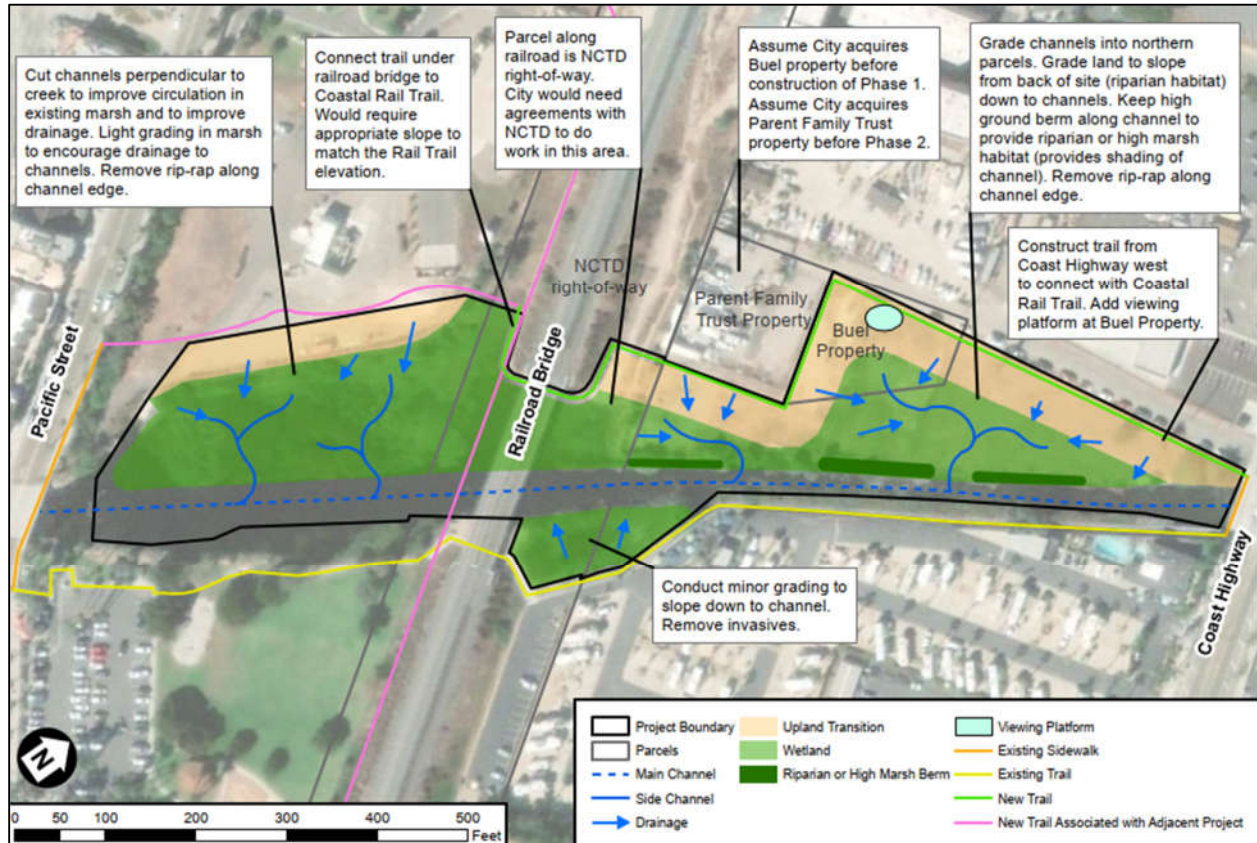 Cut channels perpendicular to
creek to improve circulation in
existing marsh and to improve
drainage. Light grading in marsh
to encourage drainage to
channels. Remove rip-rap along
channel edge.
Connect trail under
railroad bridge to
Coastal Rail Trail.
Would require
appropriate slope to
match the Rail Trail
elevation.
Parcel along
railroad is NCTD
right-of-way.
City would need
agreements with
NCTD to do
work in this area.
Assume City acquires
Buel property before
construction of Phase 1.
Assume City acquires
Parent Family Trust
property before Phase 2.
Grade channels into northern
parcels. Grade land to slope
from back of site (riparian habitat)
down to channels. Keep high
ground berm along channel to
provide riparian or high marsh
habitat (provides shading of
channel). Remove rip-rap along
channel edge.
Construct trail from
Coast Highway west
to connect with Coastal
Rail Trail. Add viewing
platform at Buel Property.
NCTD
right-of-way
Parent Family
Trust Property
Buel
Property
Pacific Street
Railroad Bridge
Coast Highway
Conduct minor grading to
slope down to channel.
Remove invasives.
N
0 50 100 200 300 400 500
Feet
Project Boundary
Parcels
Main Channel
Side Channel
Drainage
Upland Transition
Wetland
Riparian or High Marsh Berm
Viewing Platform
Existing Sidewalk
Existing Trail
New Trail
New Trail Associated with Adjacent Project